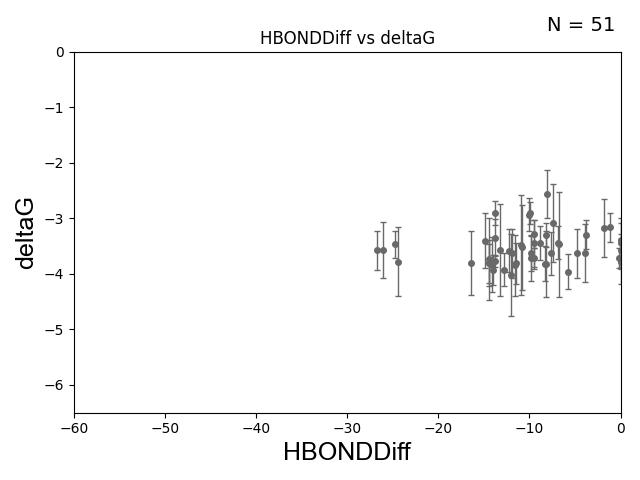 N = 51
HBONDDiff vs deltaG
0
−1
−2
−3
−4
−5
−6
deltaG
−60 −50 −40 −30 −20 −10 0
HBONDDiff